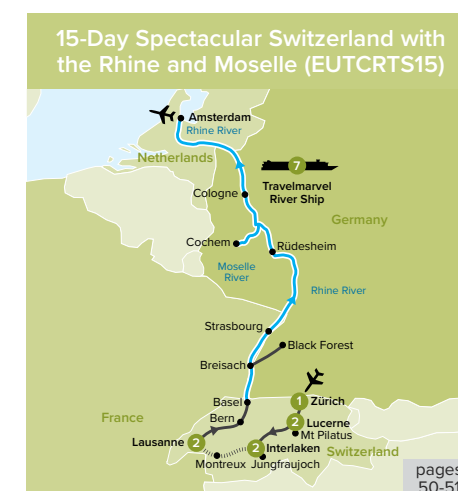 15-Day Spectacular Switzerland with
the Rhine and Moselle (EUTCRTS15)
Amsterdam
Rhine River
Netherlands
7
Travelmarvel
River Ship
Cologne
Germany
Cochem
Rüdesheim
Moselle
River
Rhine River
Strasbourg
Black Forest
Breisach
Basel
1 Zürich
France
Bern
2 Lucerne
Mt Pilatus
Lausanne 2
2 Interlaken
Switzerland
Montreux
Jungfraujoch
pages
50-51